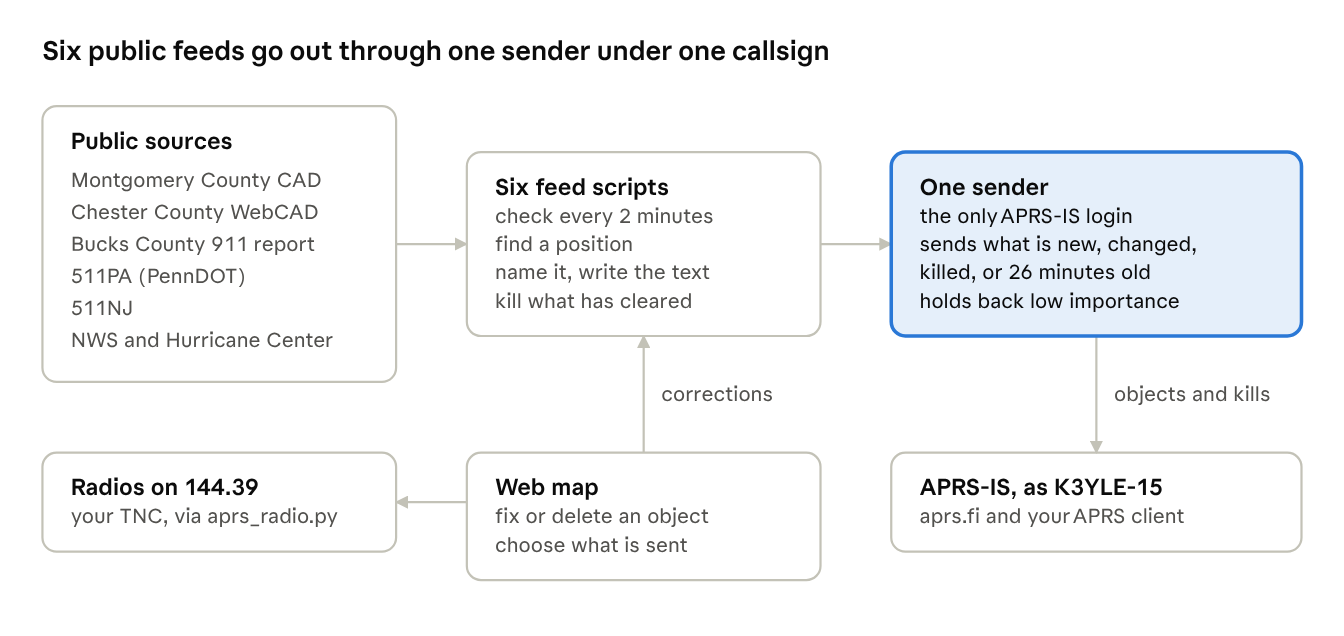 Six public feeds go out through one sender under one callsign
Public sources
Montgomery County CAD
Chester County WebCAD
Bucks County 911 report
511PA (PennDOT)
511NJ
NWS and Hurricane Center
Six feed scripts
check every 2 minutes
find a position
name it, write the text
kill what has cleared
One sender
the only APRS-IS login
sends what is new, changed,
killed, or 26 minutes old
holds back low importance
corrections
objects and kills
Radios on 144.39
your TNC, via aprs_radio.py
Web map
fix or delete an object
choose what is sent
APRS-IS, as K3YLE-15
aprs.fi and your APRS client